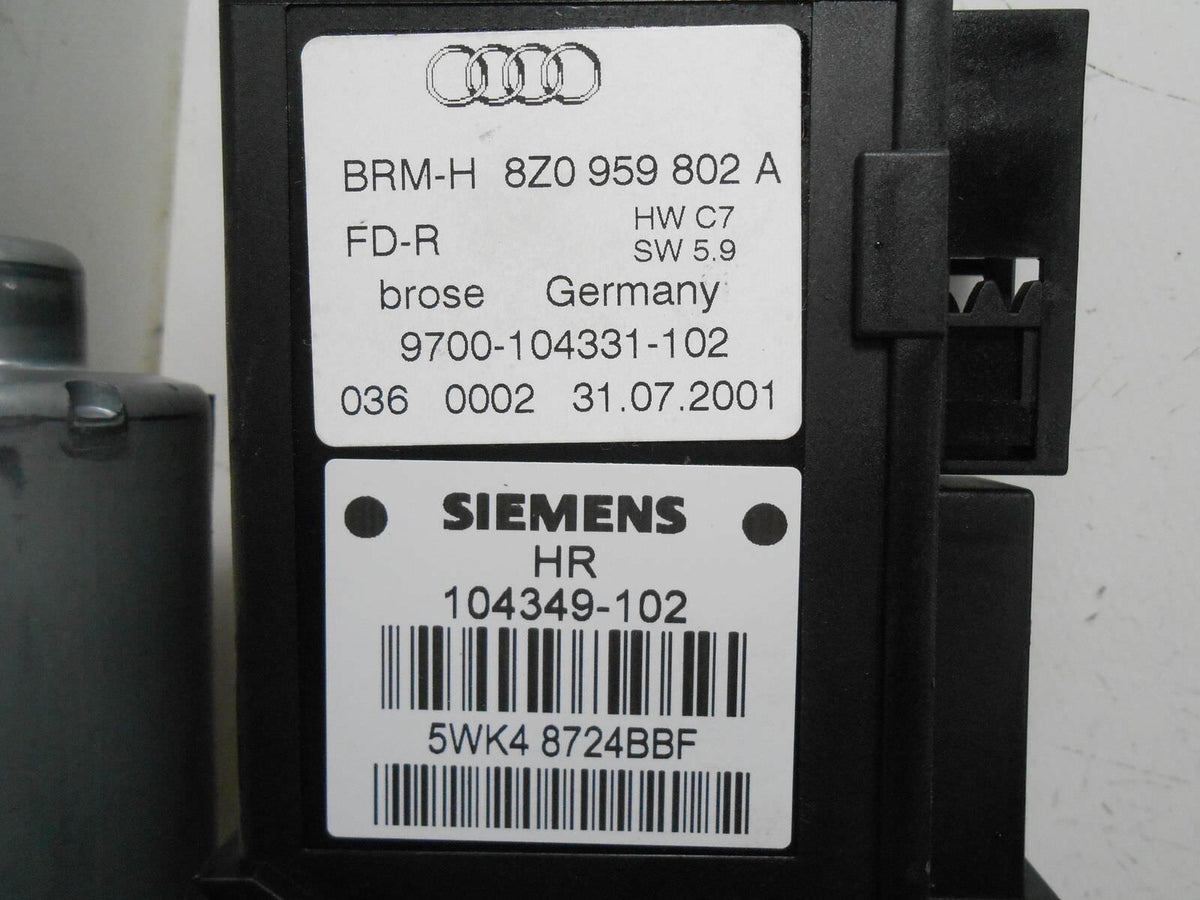 BRM-H 8Z0 959 802 A
HW C7
FD-R
SW 5.9
brose Germany
9700-104331-102
036 0002 31.07.2001
SIEMENS
HR
104349-102
5WK4 8724BBF